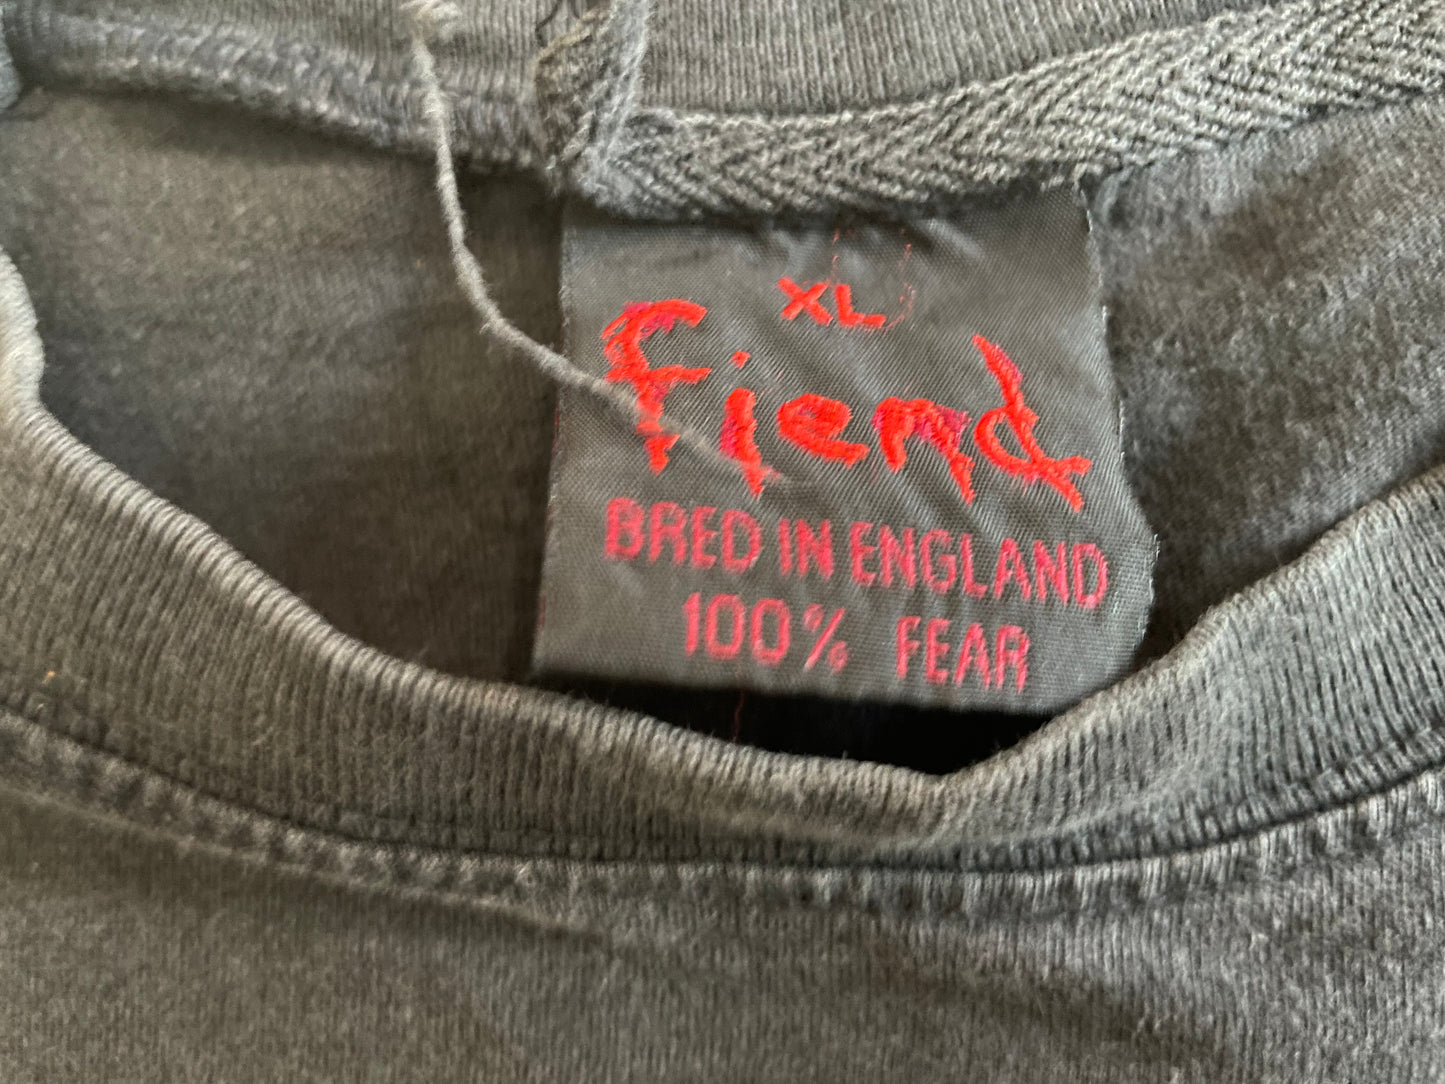 XL
fiend
BRED IN ENGLAND
100% FEAR